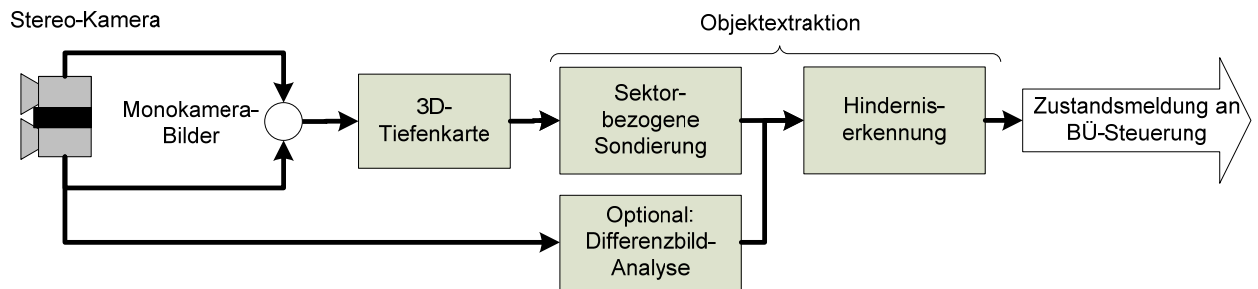 Stereo-Kamera
Objektextraktion
Monokamera-
Bilder
3D-
Tiefenkarte
Sektor-
bezogene
Sondierung
Hindernis-
erkennung
Zustandsmeldung an
BÜ-Steuerung
Optional:
Differenzbild-
Analyse